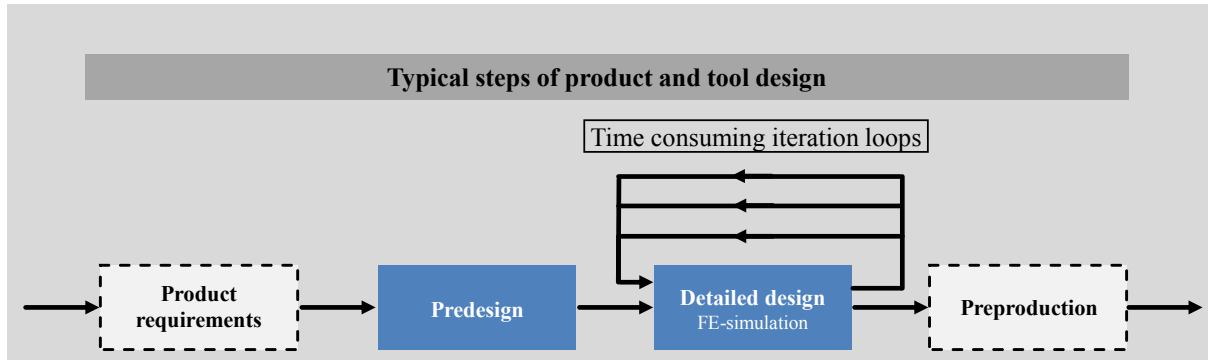 Typical steps of product and tool design
Time consuming iteration loops
Product
requirements
Predesign
Detailed design
FE-simulation
Preproduction